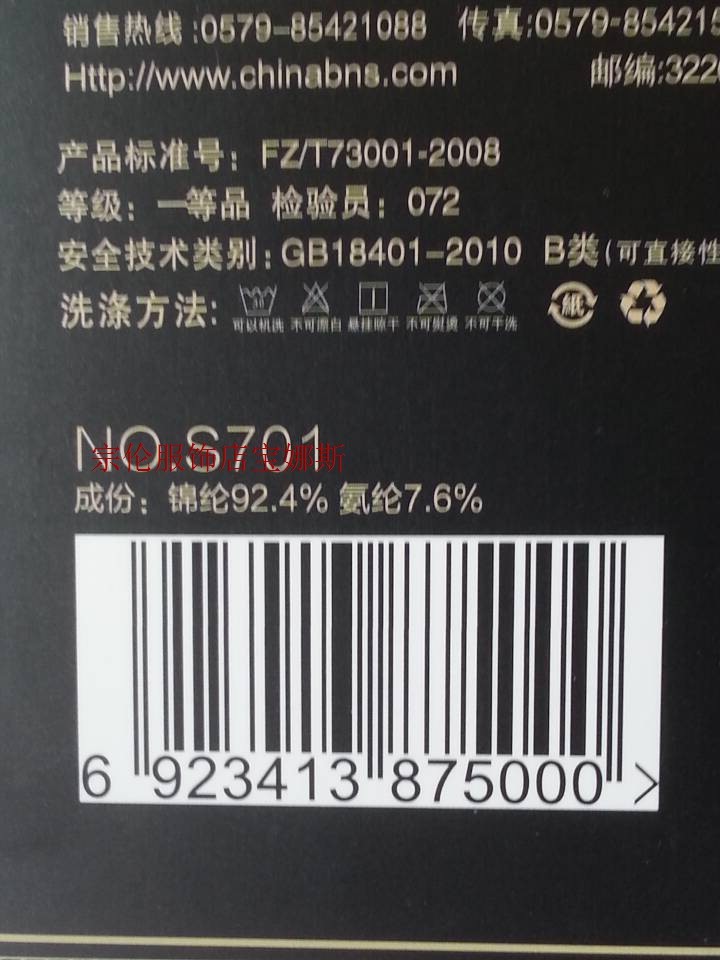 销售热线:0579-85421088 传真:0579-854215
Http://www.chinabns.com 邮编:322
产品标准号：FZ/T73001-2008
等级：一等品 检验员：072
安全技术类别:GB18401-2010 B类(可直接性
洗涤方法:
可以机洗 不可漂白 悬挂晾干 不可熨烫 不可干洗
紙
NO.S701
宗伦服饰店宝娜斯
成份：锦纶92.4% 氨纶7.6%
6 923413 875000 >